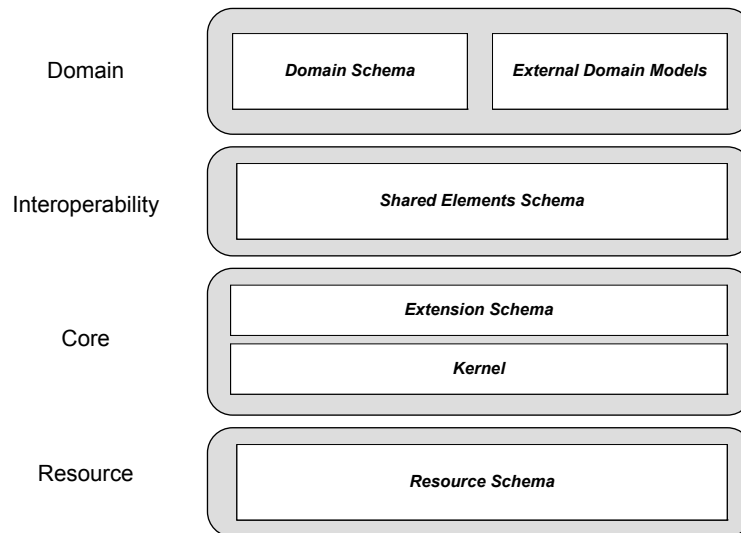 Domain
Domain Schema
External Domain Models
Interoperability
Shared Elements Schema
Core
Extension Schema
Kernel
Resource
Resource Schema